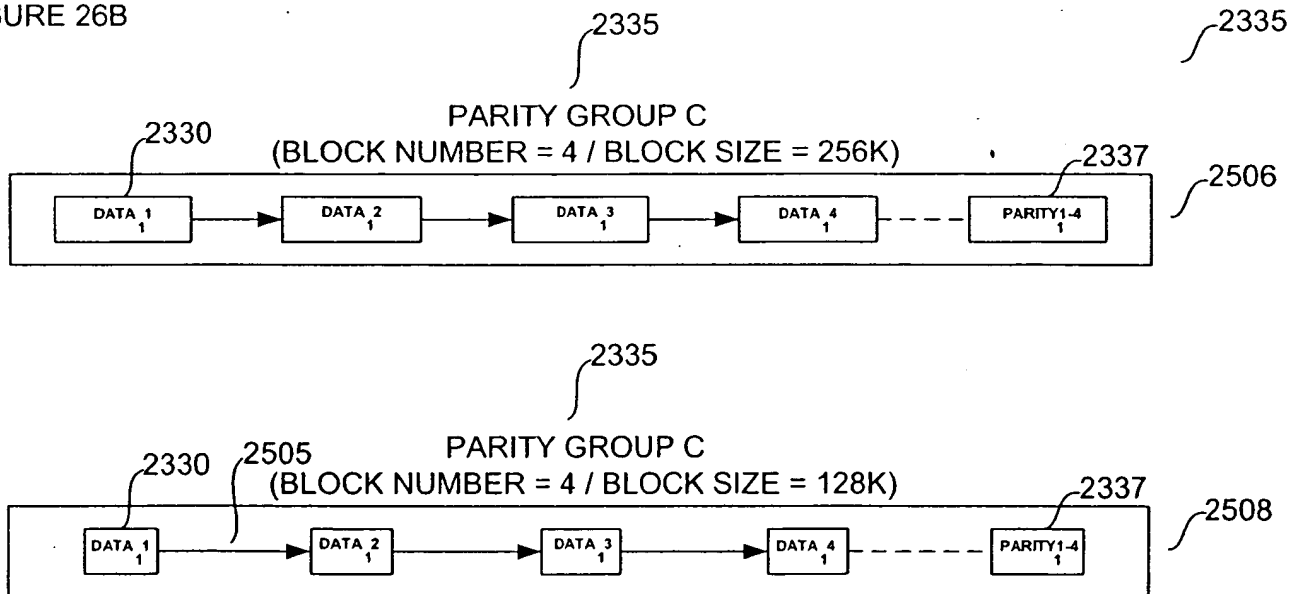 GURE 26B
2335
2335
PARITY GROUP C
2330
(BLOCK NUMBER = 4 / BLOCK SIZE = 256K)
2337
2506
DATA 1 1
DATA 2 1
DATA 3 1
DATA 4 1
PARITY1-4 1
2335
PARITY GROUP C
2330
2505
(BLOCK NUMBER = 4 / BLOCK SIZE = 128K)
2337
2508
DATA 1 1
DATA 2 1
DATA 3 1
DATA 4 1
PARITY1-4 1